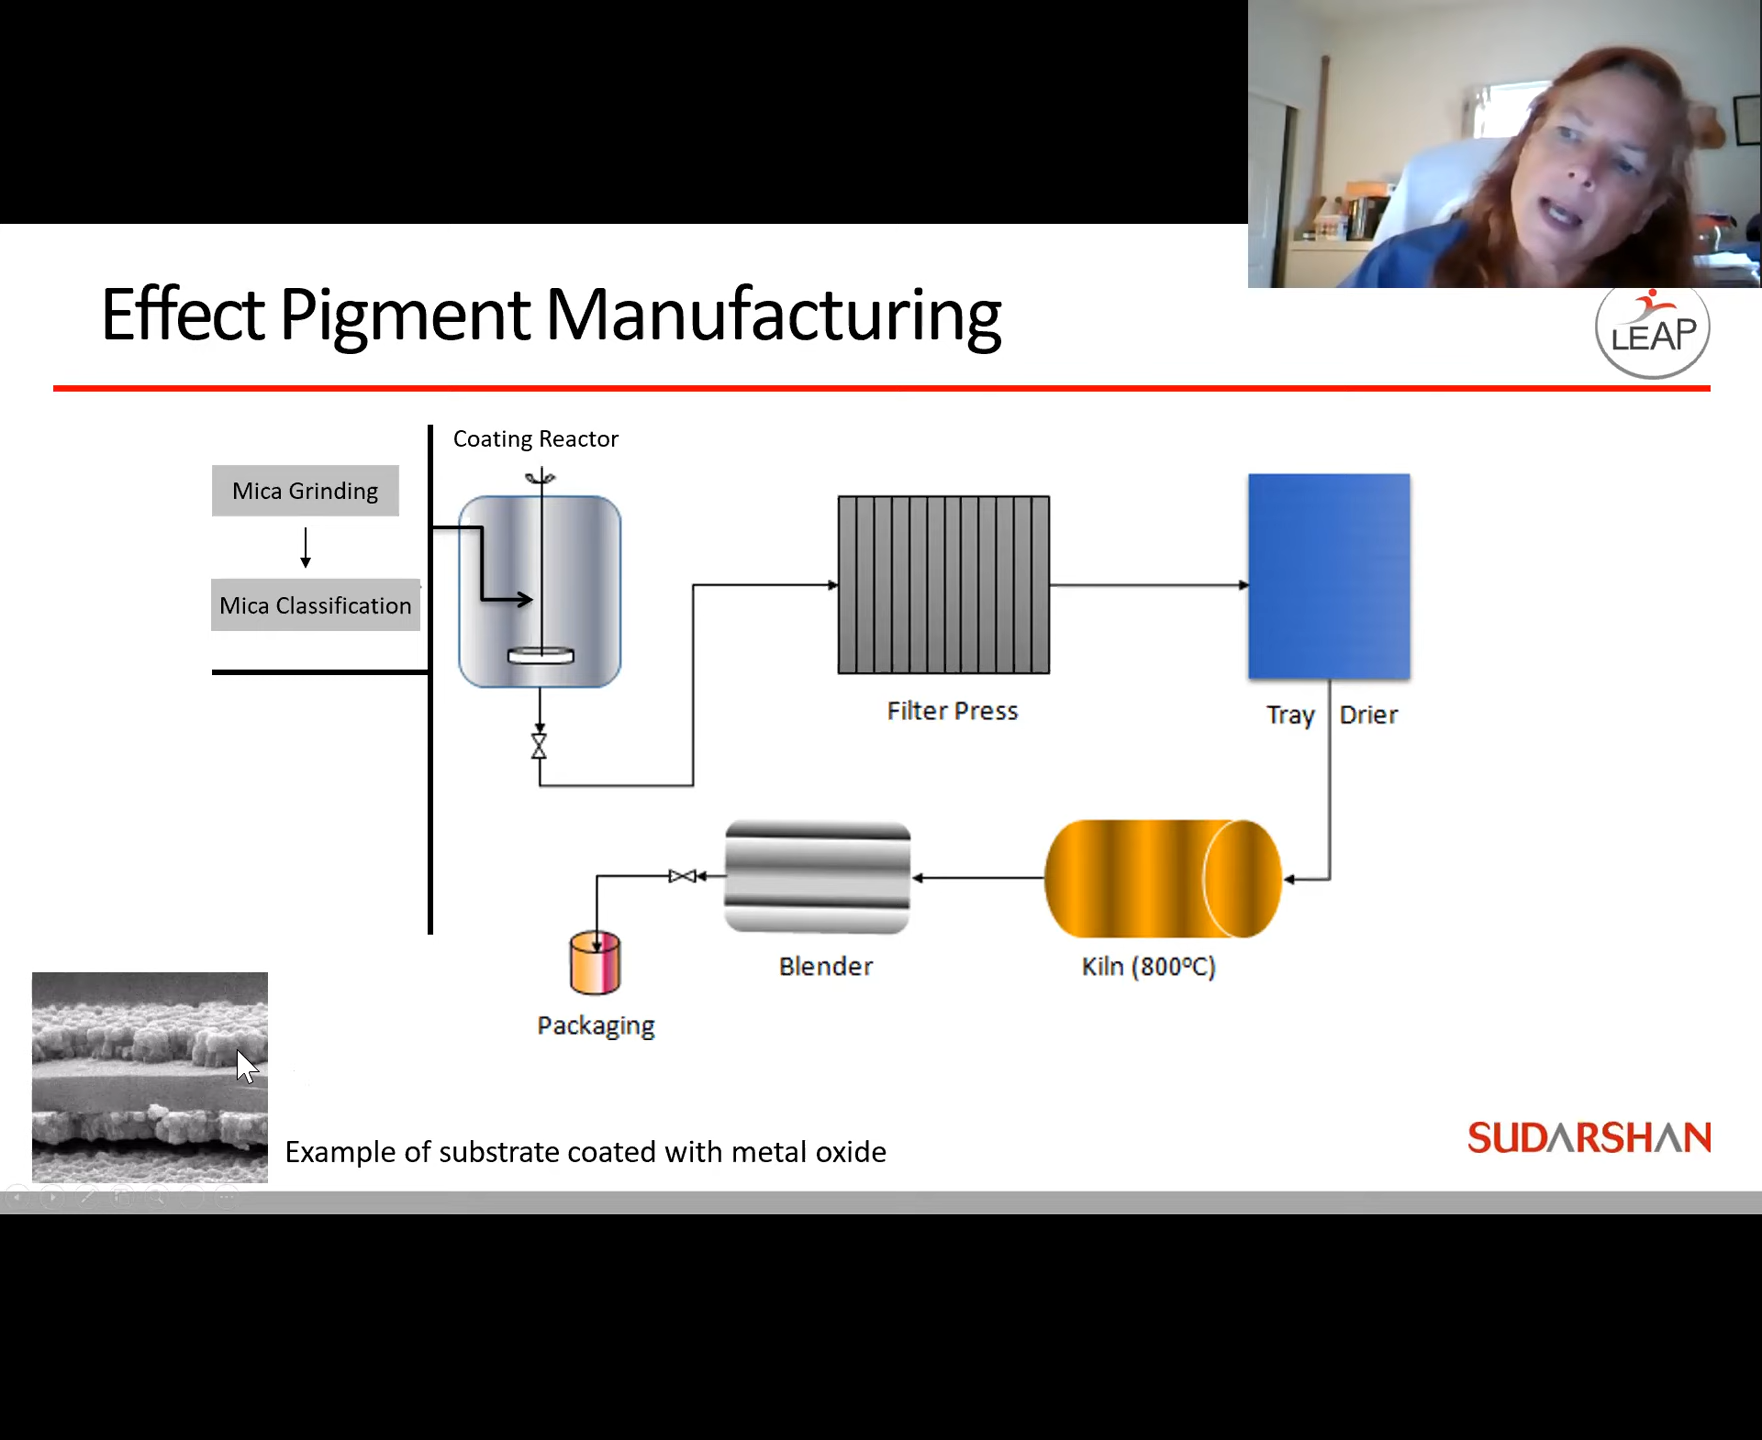 Effect Pigment Manufacturing
LEAP
Coating Reactor
Mica Grinding
Mica Classification
Filter Press
Tray Drier
Blender
Kiln (800°C)
Packaging
Example of substrate coated with metal oxide
SUDARSHAN